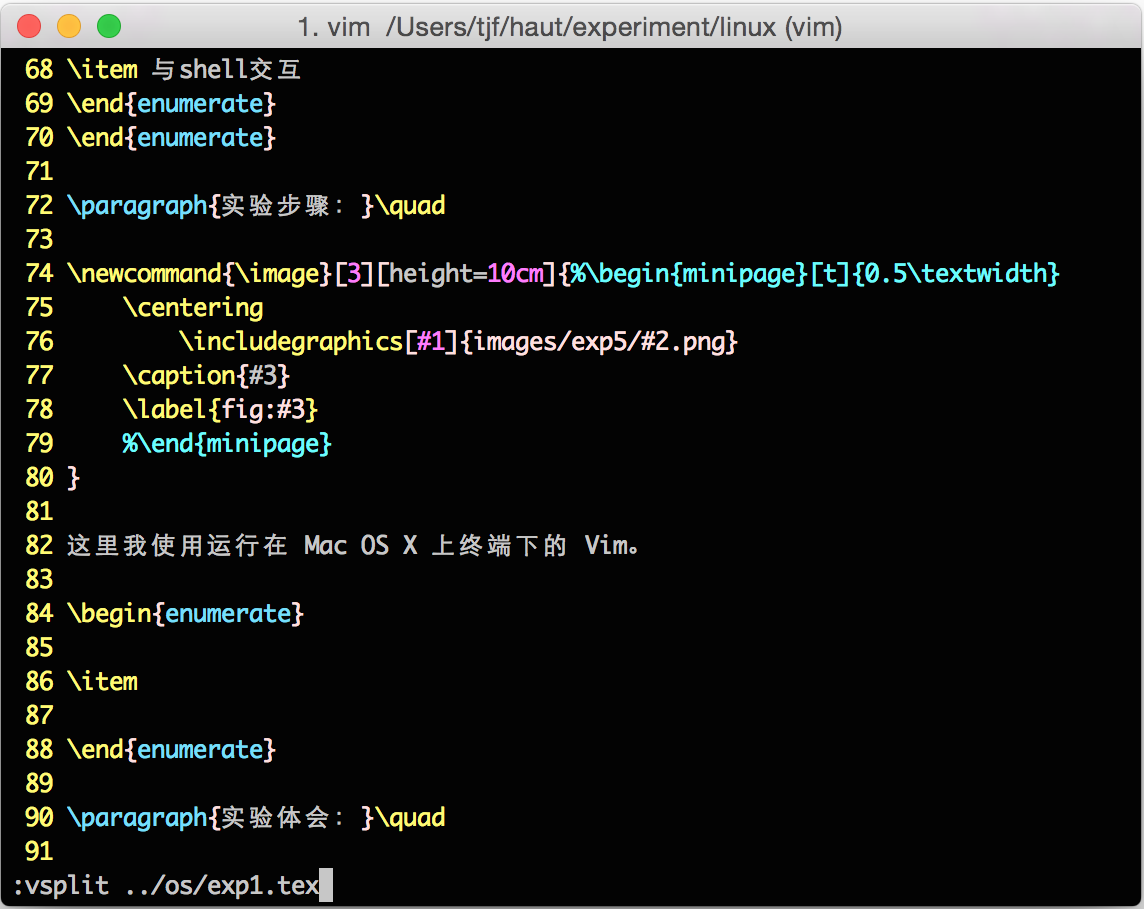 1. vim  /Users/tjf/haut/experiment/linux (vim)
68 \item 与shell交互
69 \end{enumerate}
70 \end{enumerate}
71
72 \paragraph{实验步骤：}\quad
73
74 \newcommand{\image}[3][height=10cm]{%\begin{minipage}[t]{0.5\textwidth}
75     \centering
76         \includegraphics[#1]{images/exp5/#2.png}
77     \caption{#3}
78     \label{fig:#3}
79     %\end{minipage}
80 }
81
82 这里我使用运行在 Mac OS X 上终端下的 Vim。
83
84 \begin{enumerate}
85
86 \item
87
88 \end{enumerate}
89
90 \paragraph{实验体会：}\quad
91
:vsplit ../os/exp1.tex